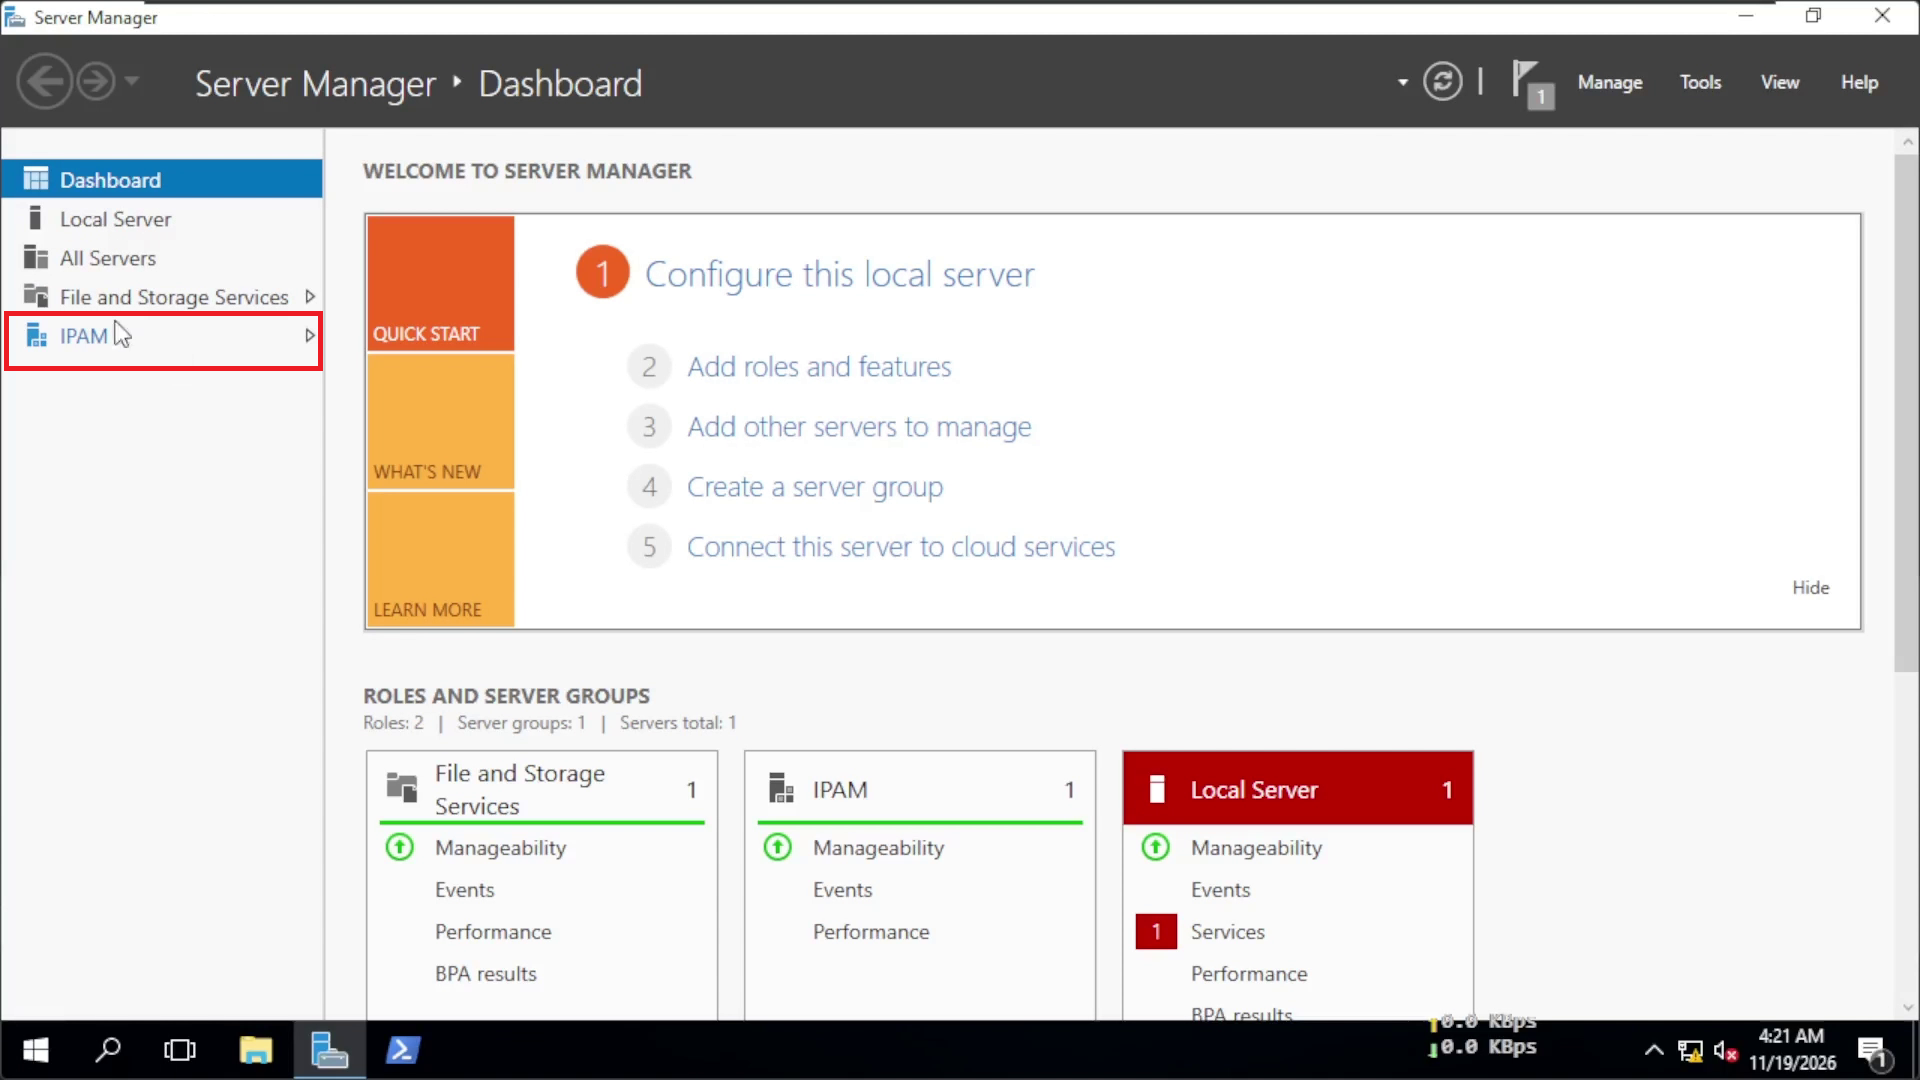 Server Manager
Server Manager
Dashboard
1
Manage
Tools
View
Help
Dashboard
Local Server
All Servers
File and Storage Services
IPAM
WELCOME TO SERVER MANAGER
QUICK START
WHAT'S NEW
LEARN MORE
1 Configure this local server
2 Add roles and features
3 Add other servers to manage
4 Create a server group
5 Connect this server to cloud services
Hide
ROLES AND SERVER GROUPS
Roles: 2 | Server groups: 1 | Servers total: 1
File and Storage
Services
1
Manageability
Events
Performance
BPA results
IPAM 1
Manageability
Events
Performance
Local Server 1
Manageability
Events
1 Services
Performance
BPA results
0.0 KBps
0.0 KBps
4:21 AM
11/19/2026
1